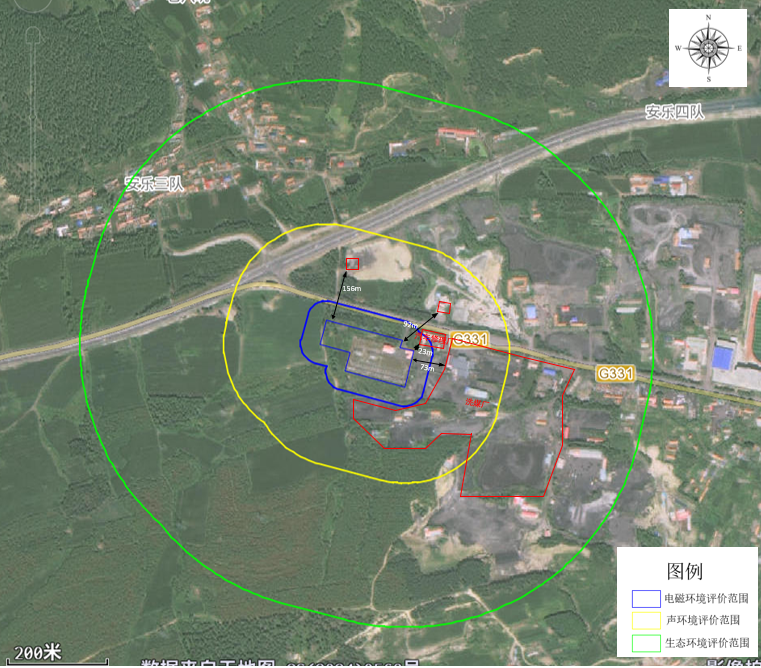 N
W E
S
安乐四队
安乐三队
156m
92m
G331
23m
73m
G331
图例
电磁环境评价范围
声环境评价范围
生态环境评价范围
200米